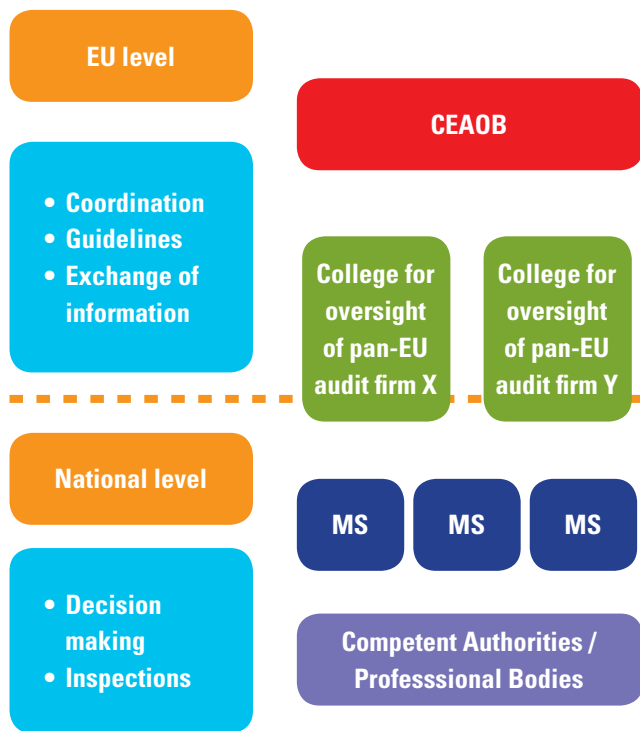 EU level
CEAOB
• Coordination
• Guidelines
• Exchange of
information
College for
oversight
of pan-EU
audit firm X
College for
oversight
of pan-EU
audit firm Y
National level
MS
MS
MS
• Decision
making
• Inspections
Competent Authorities /
Professsional Bodies